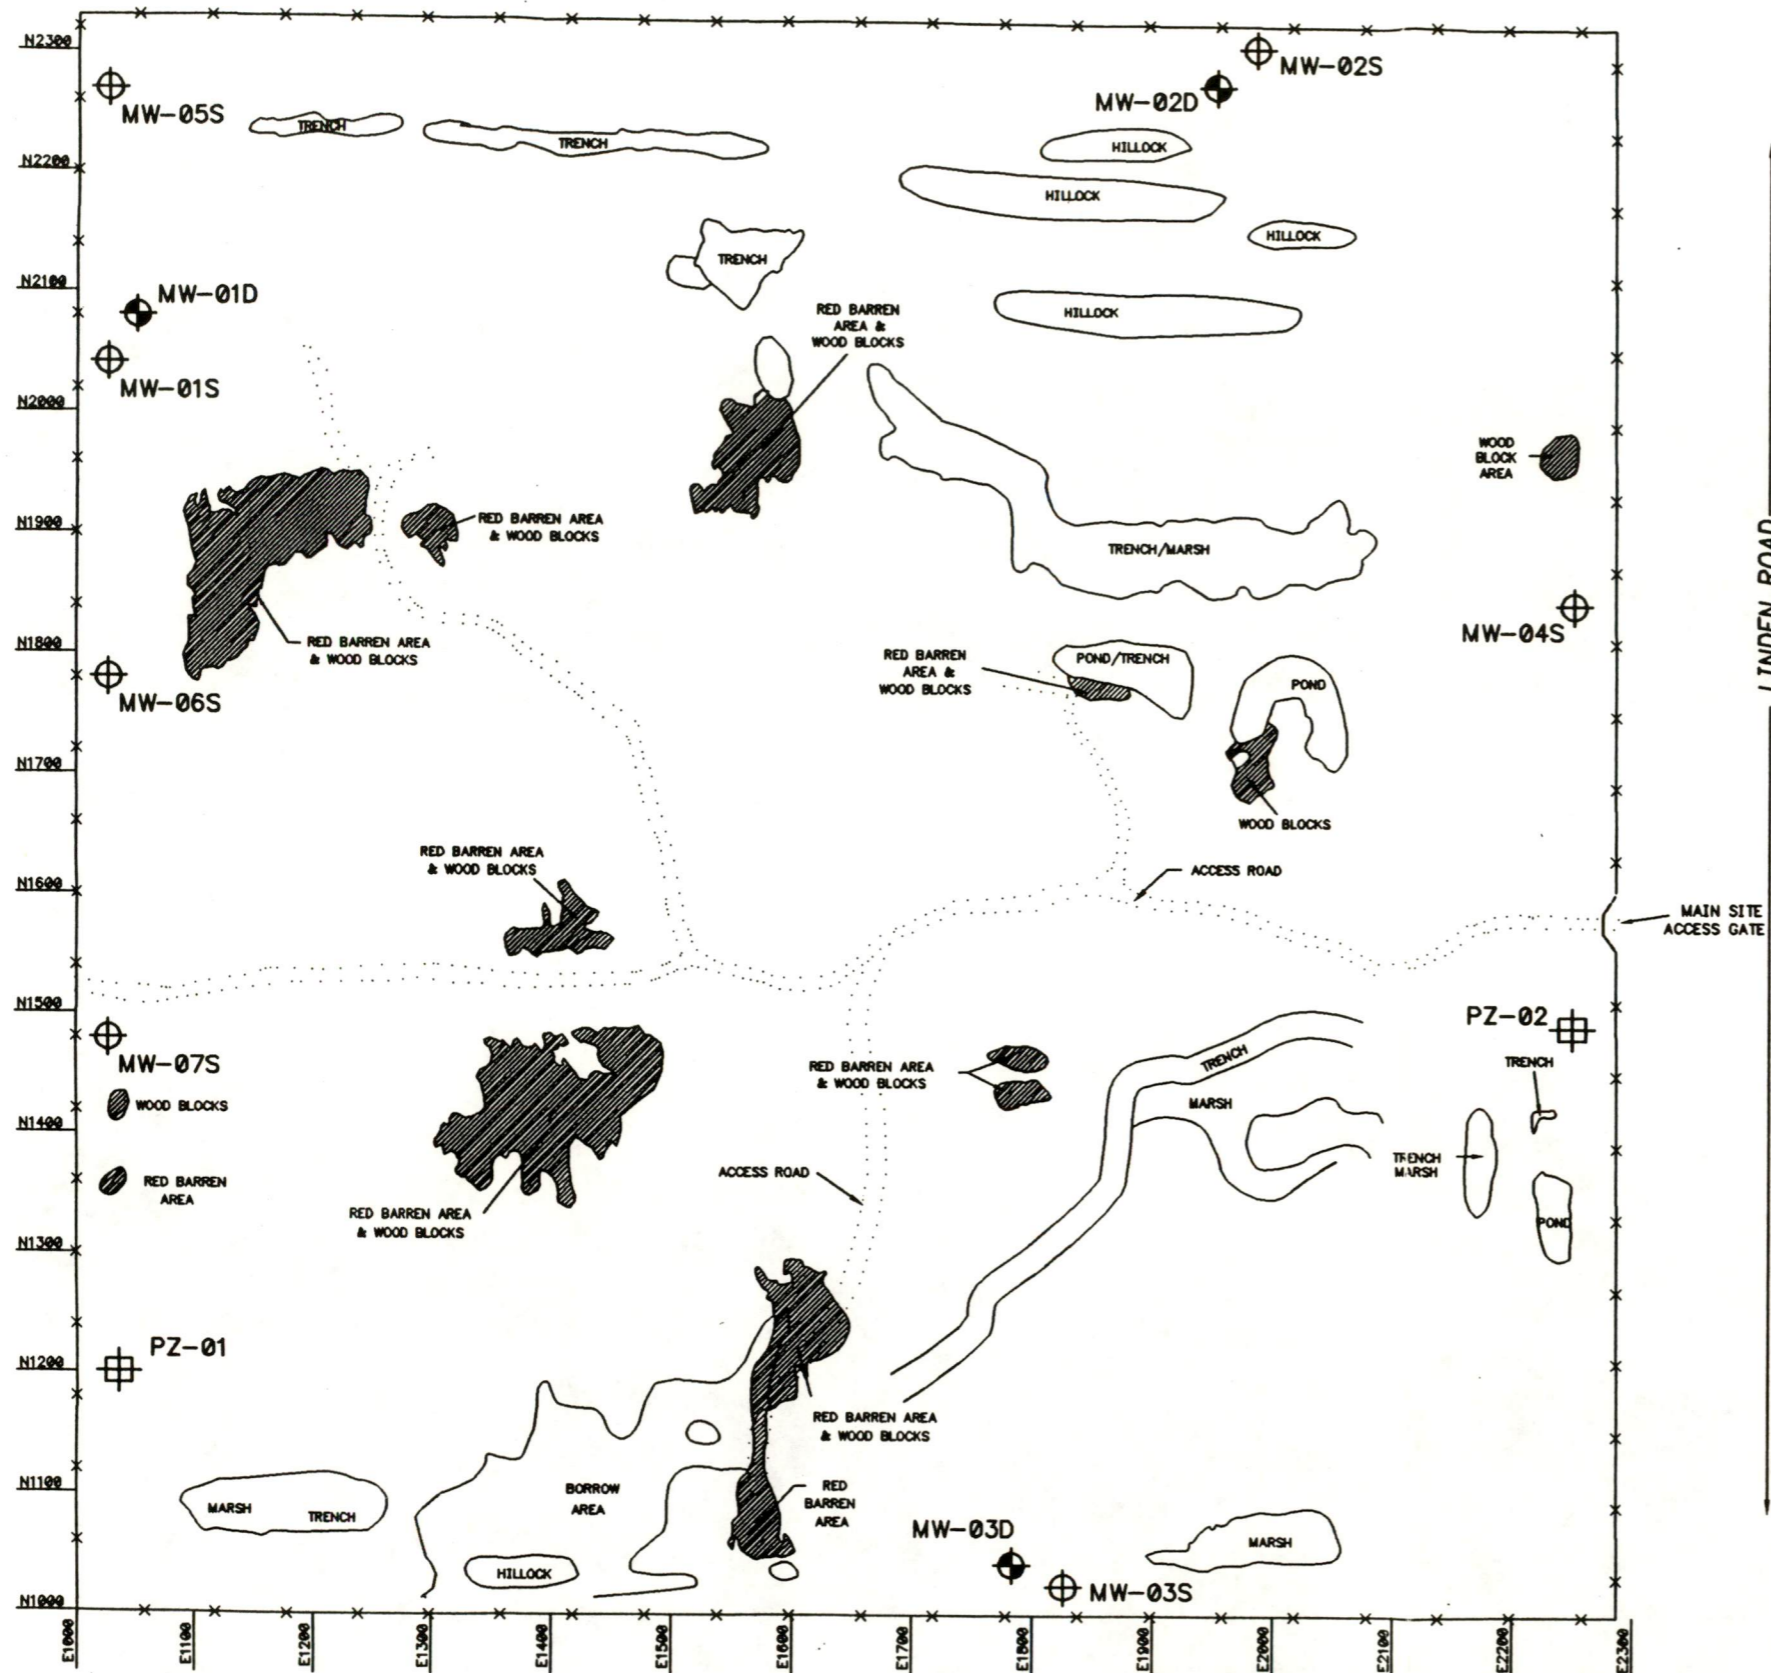 N2300
MW-05S
MW-02S
MW-02D
TRENCH
TRENCH
HILLOCK
N2200
HILLOCK
HILLOCK
TRENCH
N2100
MW-01D
HILLOCK
RED BARREN
AREA &
WOOD BLOCKS
MW-01S
N2000
WOOD
BLOCK
AREA
N1900
RED BARREN AREA
& WOOD BLOCKS
TRENCH/MARSH
LINDEN ROAD
MW-04S
N1800
RED BARREN AREA
& WOOD BLOCKS
RED BARREN
AREA &
WOOD BLOCKS
POND/TRENCH
POND
MW-06S
N1700
WOOD BLOCKS
RED BARREN AREA
& WOOD BLOCKS
N1600
ACCESS ROAD
MAIN SITE
ACCESS GATE
N1500
PZ-02
MW-07S
TRENCH
TRENCH
RED BARREN AREA
& WOOD BLOCKS
WOOD BLOCKS
MARSH
N1400
TRENCH
MARSH
ACCESS ROAD
RED BARREN
AREA
RED BARREN AREA
& WOOD BLOCKS
POND
N1300
PZ-01
N1200
RED BARREN AREA
& WOOD BLOCKS
N1100
MARSH
TRENCH
BORROW
AREA
RED
BARREN
AREA
MW-03D
MARSH
HILLOCK
MW-03S
N1000
E1000
E1100
E1200
E1300
E1400
E1500
E1600
E1700
E1800
E1900
E2000
E2100
E2200
E2300